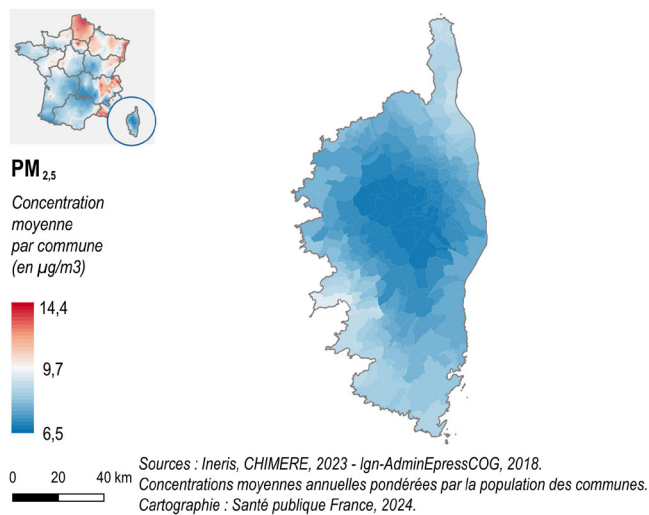 PM 2,5
Concentration
moyenne
par commune
(en µg/m3)
14,4
9,7
6,5
0 20 40 km
Sources : Ineris, CHIMERE, 2023 - Ign-AdminEpressCOG, 2018.
Concentrations moyennes annuelles pondérées par la population des communes.
Cartographie : Santé publique France, 2024.